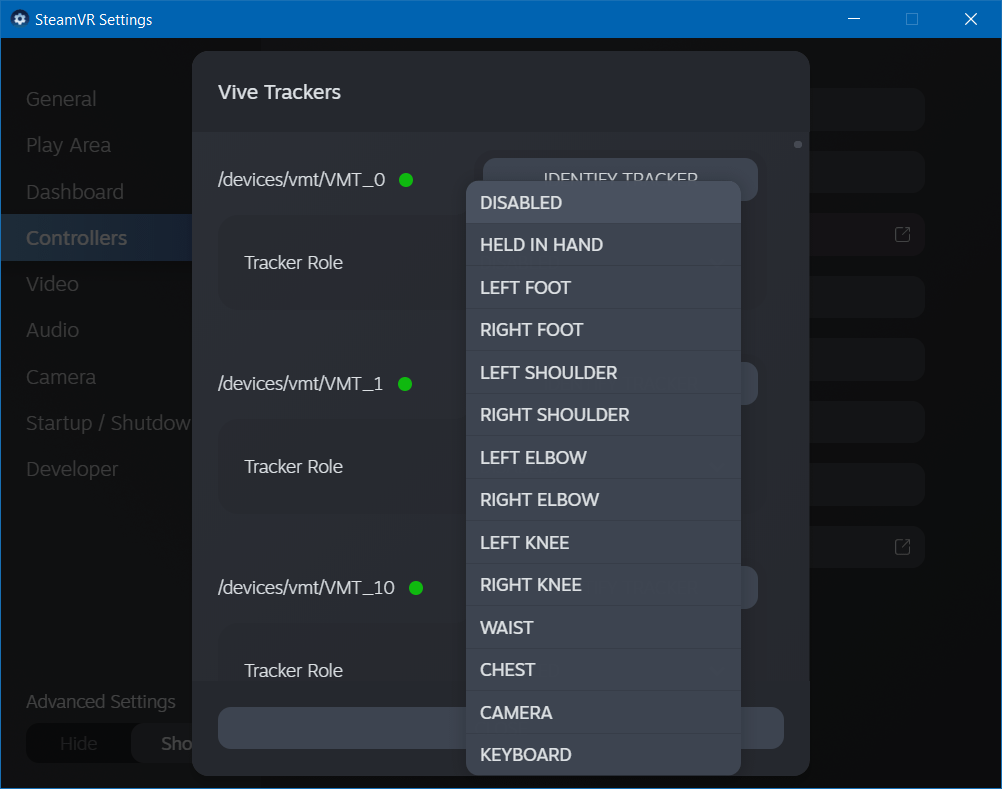 SteamVR Settings
Vive Trackers
General
Play Area
Dashboard
Controllers
Video
Audio
Camera
Startup / Shutdow
Developer
Advanced Settings
Hide
Sho
/devices/vmt/VMT_0
IDENTIFY TRACKER
Tracker Role
/devices/vmt/VMT_1
Tracker Role
/devices/vmt/VMT_10
Tracker Role
DISABLED
HELD IN HAND
LEFT FOOT
RIGHT FOOT
LEFT SHOULDER
RIGHT SHOULDER
LEFT ELBOW
RIGHT ELBOW
LEFT KNEE
RIGHT KNEE
WAIST
CHEST
CAMERA
KEYBOARD